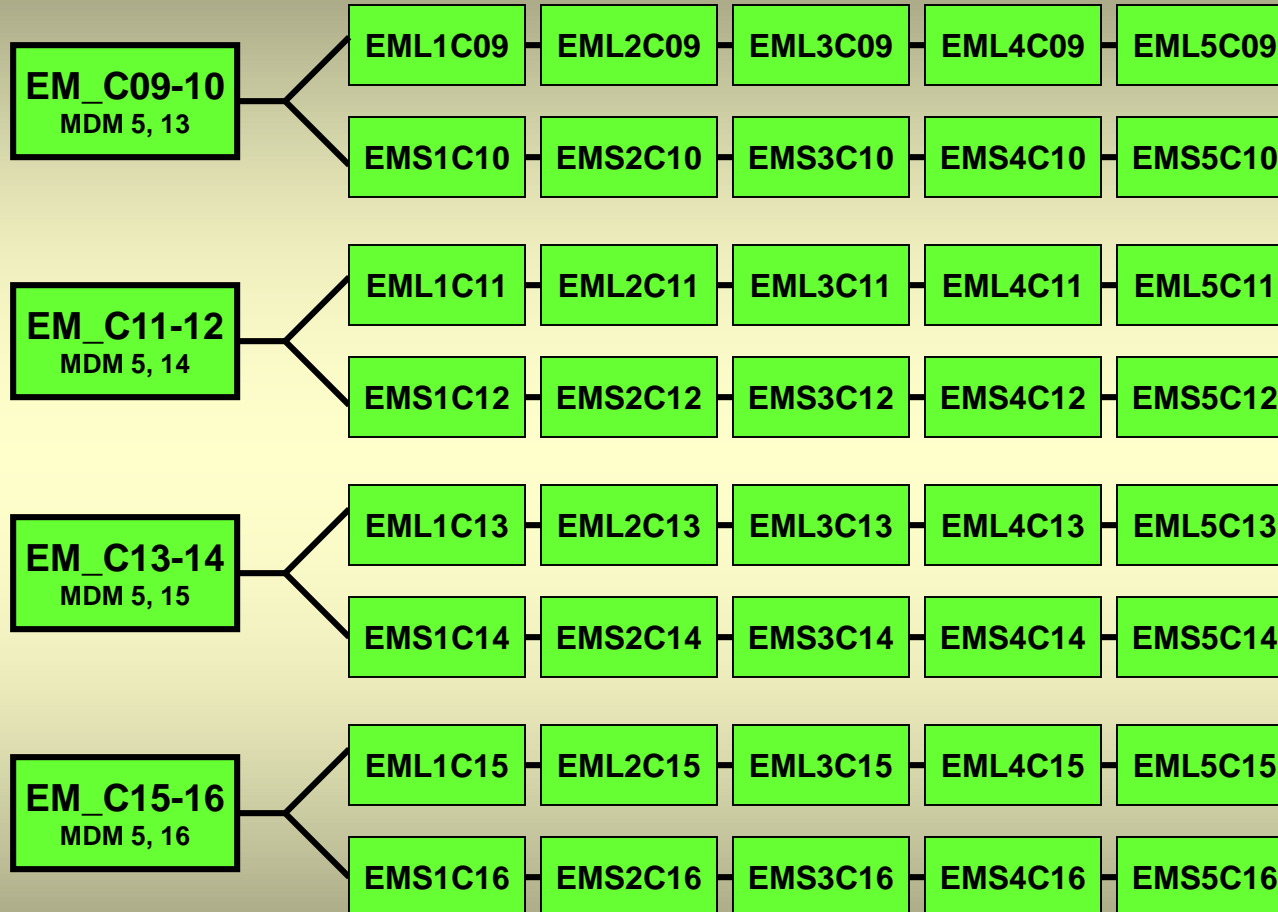 EML1C09 EML2C09 EML3C09 EML4C09 EML5C09
EM_C09-10
MDM 5, 13
EMS1C10 EMS2C10 EMS3C10 EMS4C10 EMS5C10
EML1C11 EML2C11 EML3C11 EML4C11 EML5C11
EM_C11-12
MDM 5, 14
EMS1C12 EMS2C12 EMS3C12 EMS4C12 EMS5C12
EML1C13 EML2C13 EML3C13 EML4C13 EML5C13
EM_C13-14
MDM 5, 15
EMS1C14 EMS2C14 EMS3C14 EMS4C14 EMS5C14
EML1C15 EML2C15 EML3C15 EML4C15 EML5C15
EM_C15-16
MDM 5, 16
EMS1C16 EMS2C16 EMS3C16 EMS4C16 EMS5C16